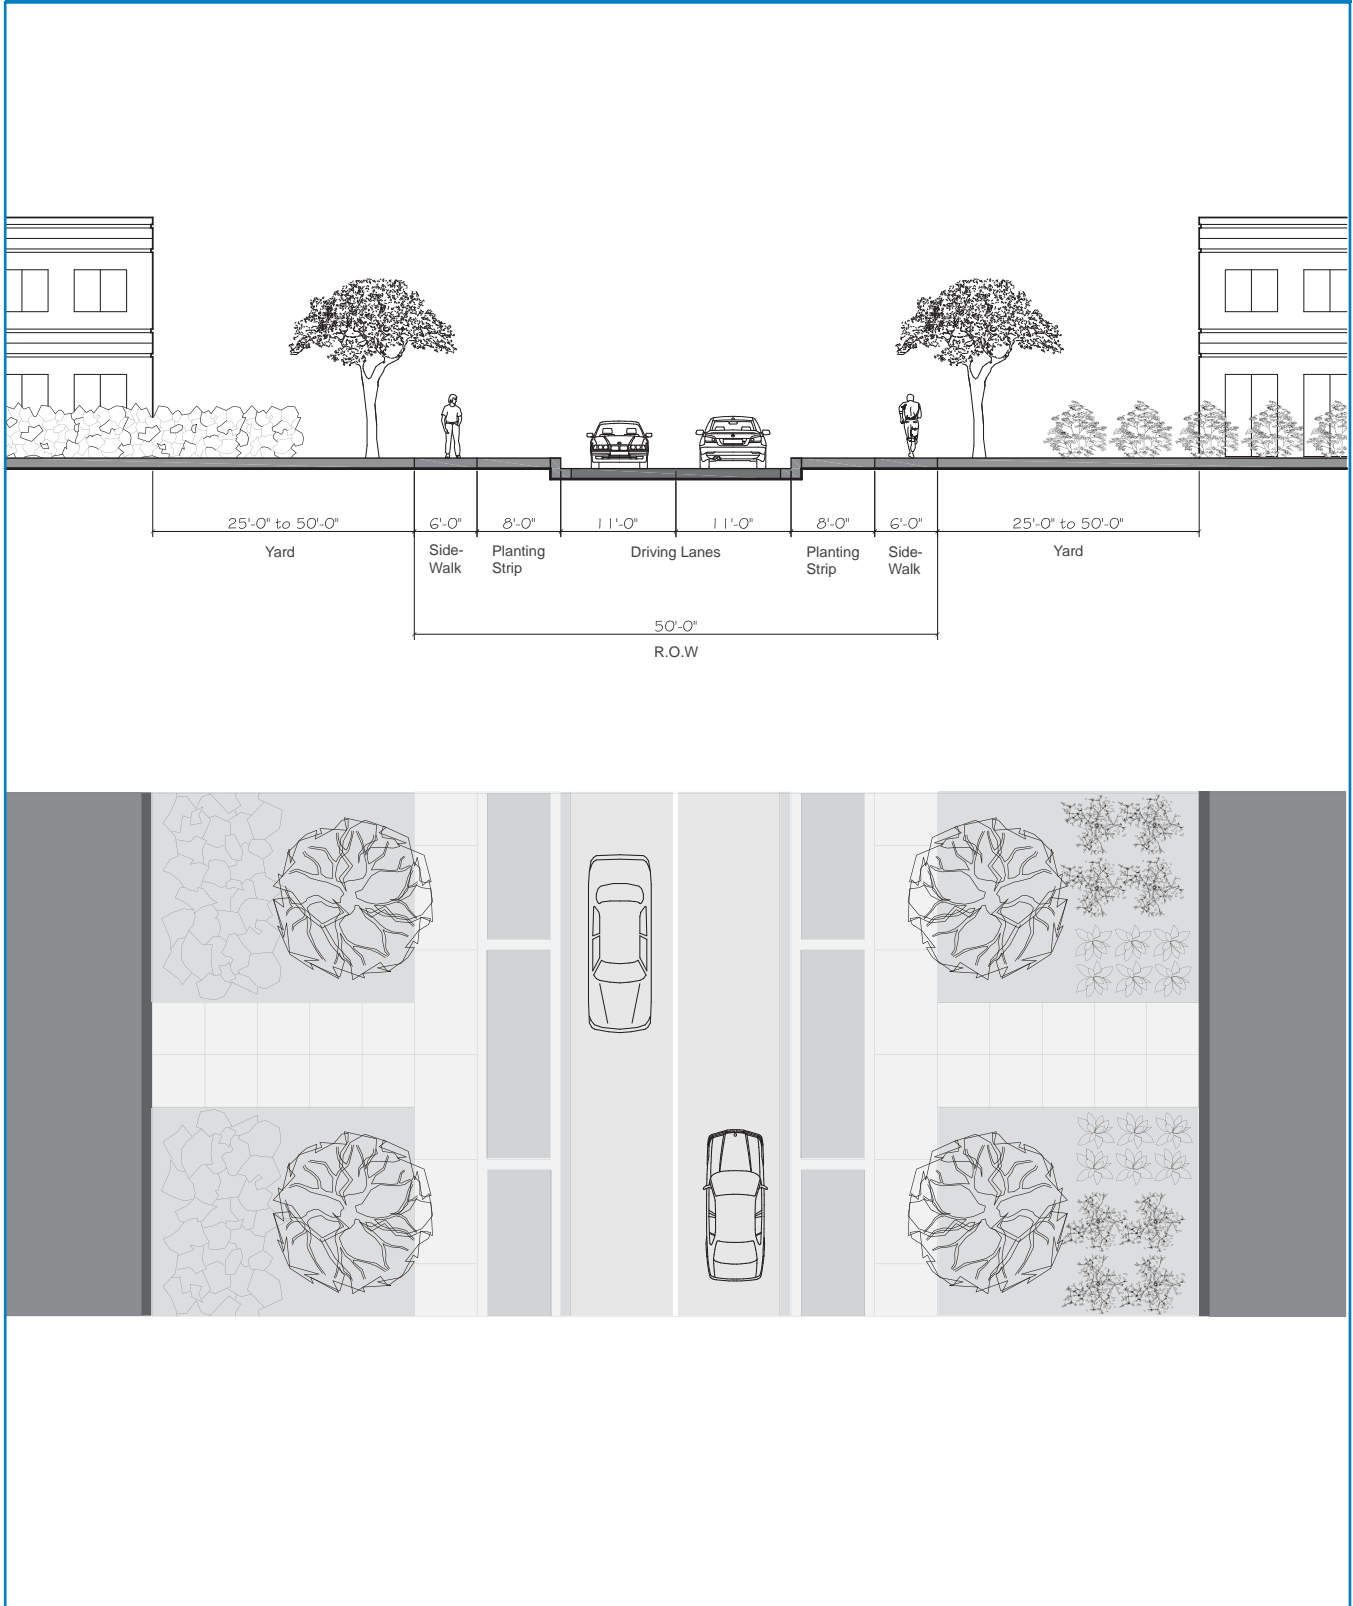 25'-0" to 50'-0" 6'-0" 8'-0" 11'-0" 11'-0" 8'-0" 6'-0" 25'-0" to 50'-0"
Yard
Side-
Walk
Planting
Strip
Driving Lanes
Planting
Strip
Side-
Walk
Yard
50'-0"
R.O.W